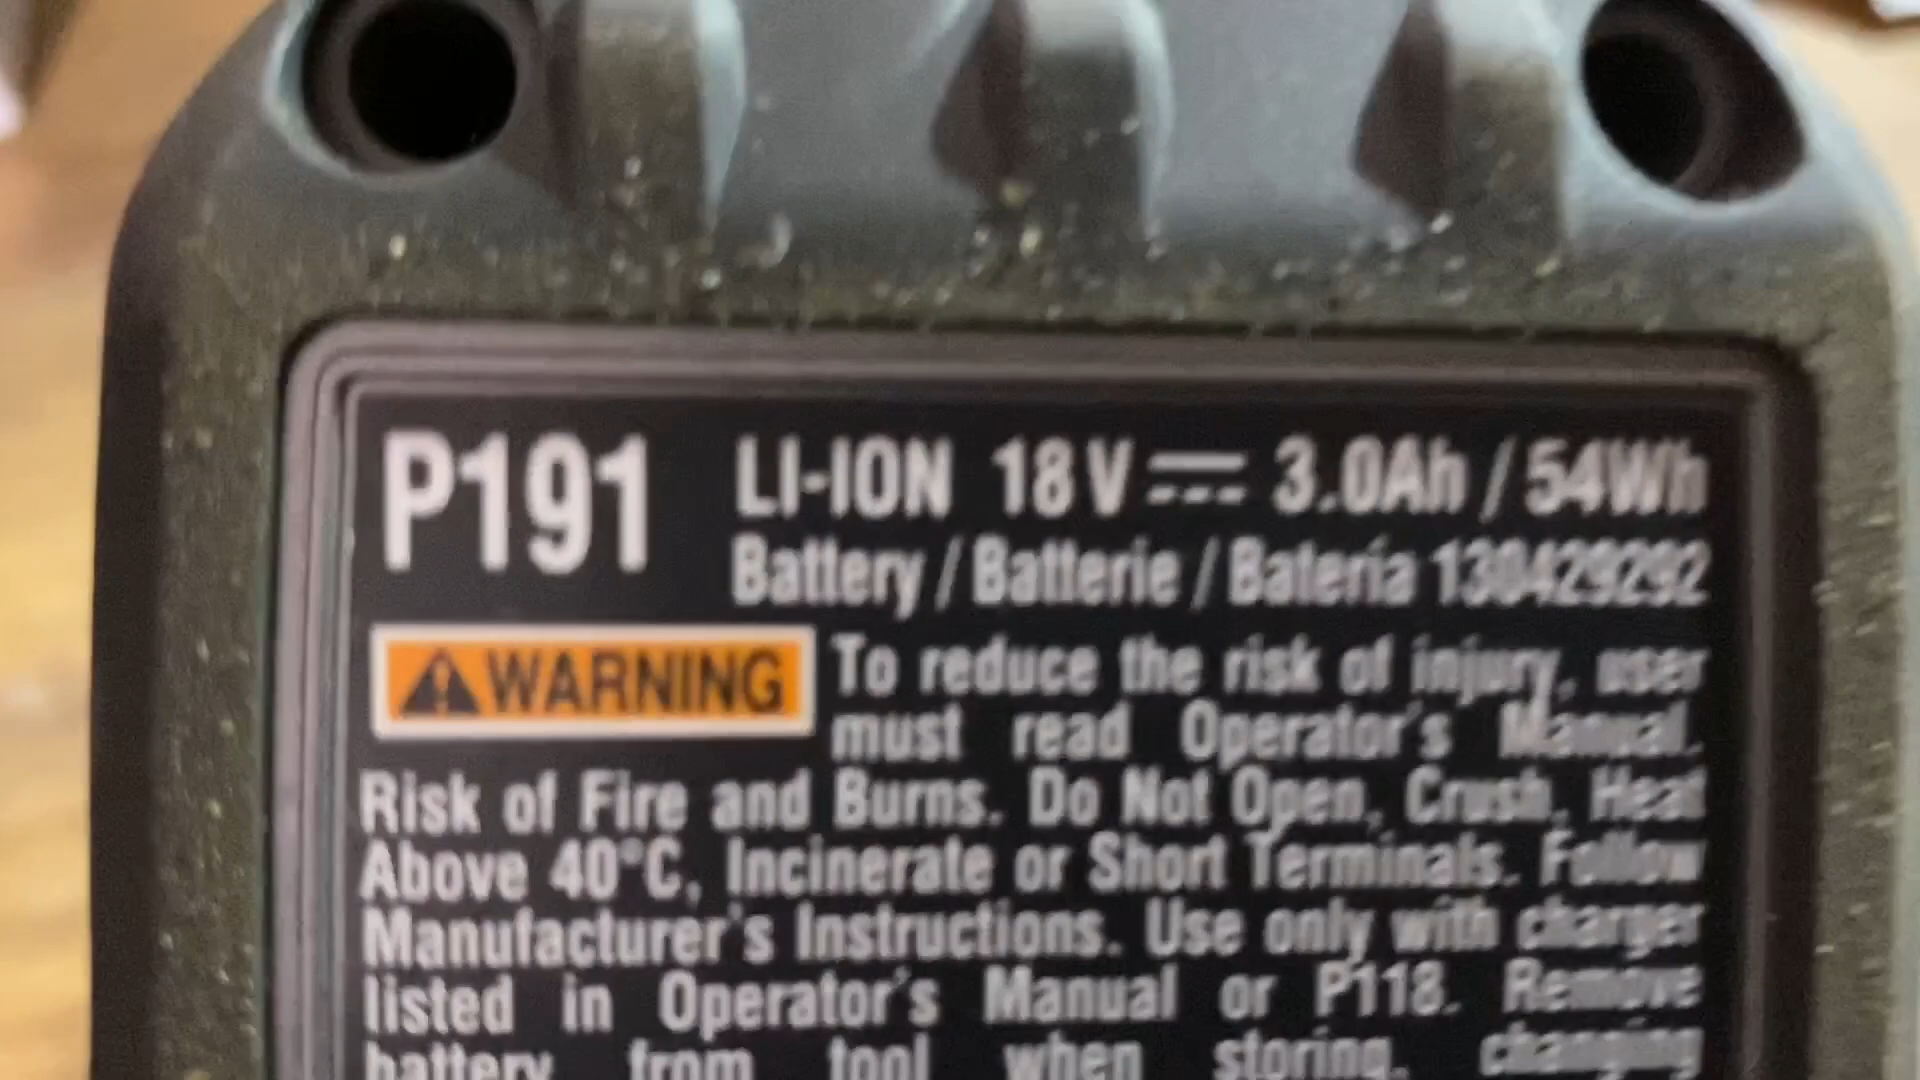 P191 LI-ION 18V 3.0Ah / 54Wh
Battery / Batterie / Batería 130429292
WARNING To reduce the risk of injury, user
must read Operator's Manual.
Risk of Fire and Burns. Do Not Open, Crush, Heat
Above 40°C, Incinerate or Short Terminals. Follow
Manufacturer's Instructions. Use only with charger
listed in Operator's Manual or P118. Remove
battery from tool when storing, changing